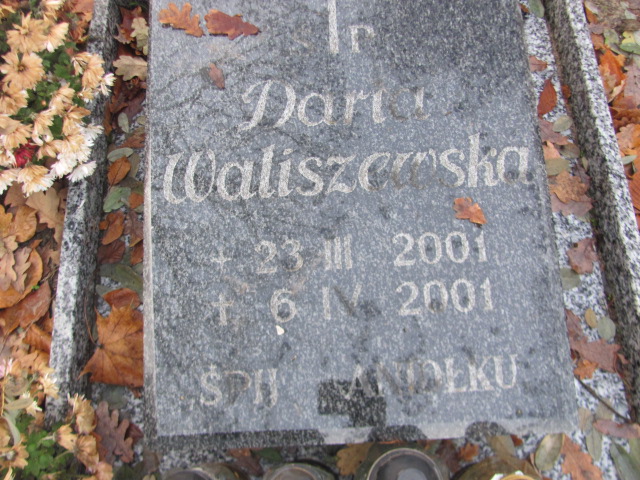 Daria
Waliszewska
+ 23 III 2001
+ 6 IV 2001
ŚPIJ ANIOŁKU